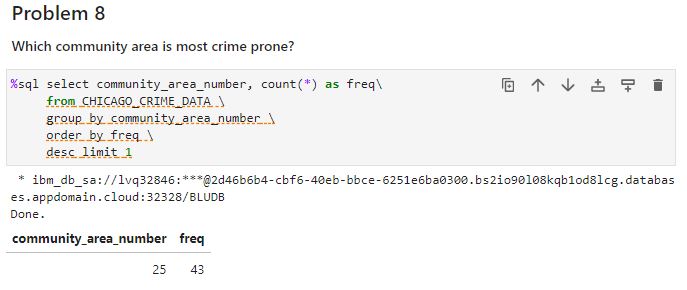 Problem 8
Which community area is most crime prone?
%sql select community_area_number, count(*) as freq\
from CHICAGO_CRIME_DATA \
group by community_area_number \
order by freq \
desc limit 1
* ibm_db_sa://lvq32846:***@2d46b6b4-cbf6-40eb-bbce-6251e6ba0300.bs2io90l08kqb1od8lcg.databas
es.appdomain.cloud:32328/BLUDB
Done.
community_area_number freq
25 43